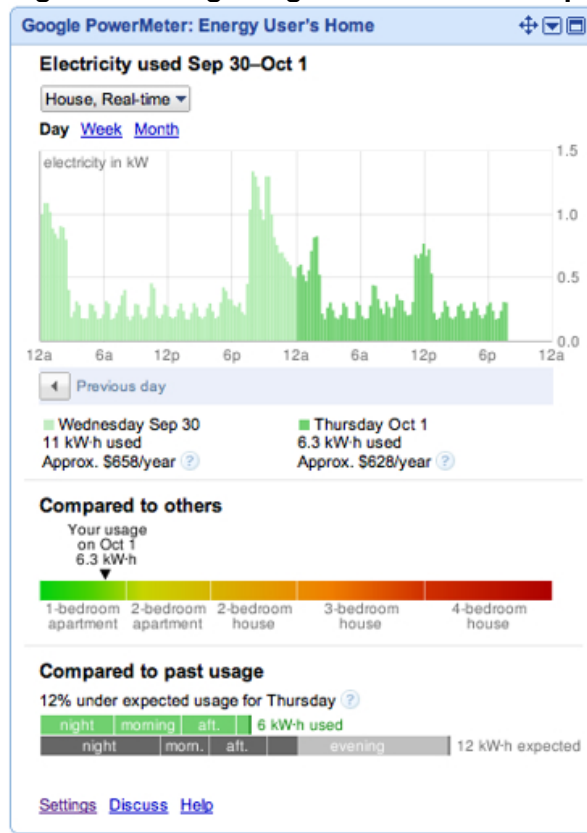 Google PowerMeter: Energy User's Home
Electricity used Sep 30–Oct 1
House, Real-time
Day Week Month
electricity in kW
1.5
1.0
0.5
0.0
12a 6a 12p 6p 12a 6a 12p 6p 12a
Previous day
Wednesday Sep 30 Thursday Oct 1
11 kW·h used 6.3 kW·h used
Approx. $658/year ? Approx. $628/year ?
Compared to others
Your usage
on Oct 1
6.3 kW·h
1-bedroom 2-bedroom 2-bedroom 3-bedroom 4-bedroom
apartment apartment house house house
Compared to past usage
12% under expected usage for Thursday ?
night morning aft. 6 kW·h used
night morn. aft. evening 12 kW·h expected
Settings Discuss Help